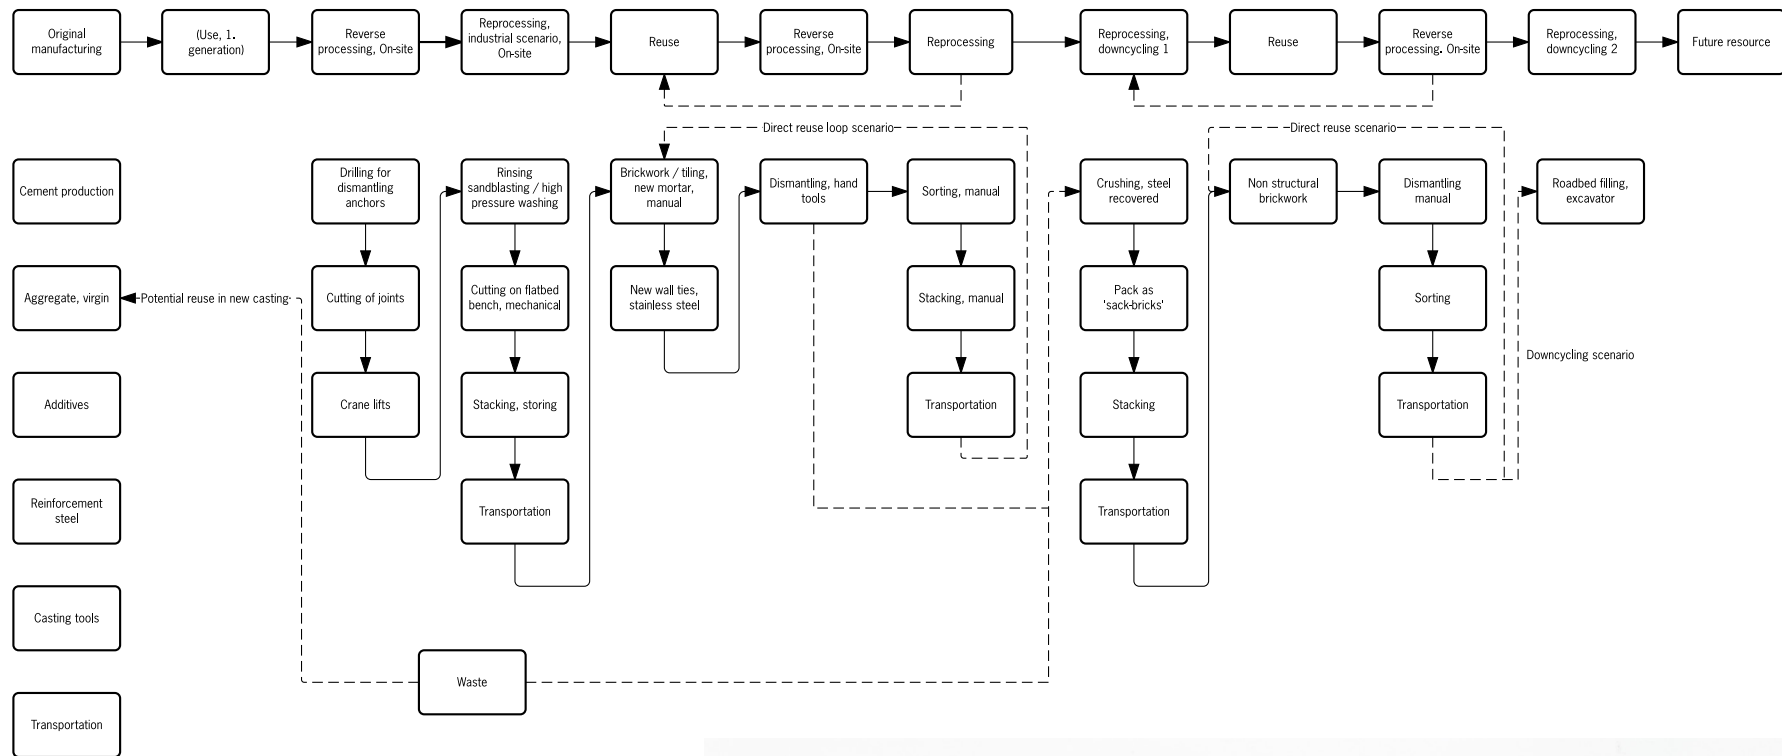 Original
manufacturing
(Use, 1.
generation)
Reverse
processing, On-site
Reprocessing,
industrial scenario,
On-site
Reuse
Reverse
processing, On-site
Reprocessing
Reprocessing,
downcycling 1
Reuse
Reverse
processing. On-site
Reprocessing,
downcycling 2
Future resource
Direct reuse loop scenario
Direct reuse scenario
Cement production
Drilling for
dismantling
anchors
Rinsing
sandblasting / high
pressure washing
Brickwork / tiling,
new mortar,
manual
Dismantling, hand
tools
Sorting, manual
Crushing, steel
recovered
Non structural
brickwork
Dismantling
manual
Roadbed filling,
excavator
Aggregate, virgin
Potential reuse in new casting
Cutting of joints
Cutting on flatbed
bench, mechanical
New wall ties,
stainless steel
Stacking, manual
Pack as
'sack-bricks'
Sorting
Downcycling scenario
Additives
Crane lifts
Stacking, storing
Transportation
Stacking
Transportation
Reinforcement
steel
Transportation
Transportation
Casting tools
Waste
Transportation